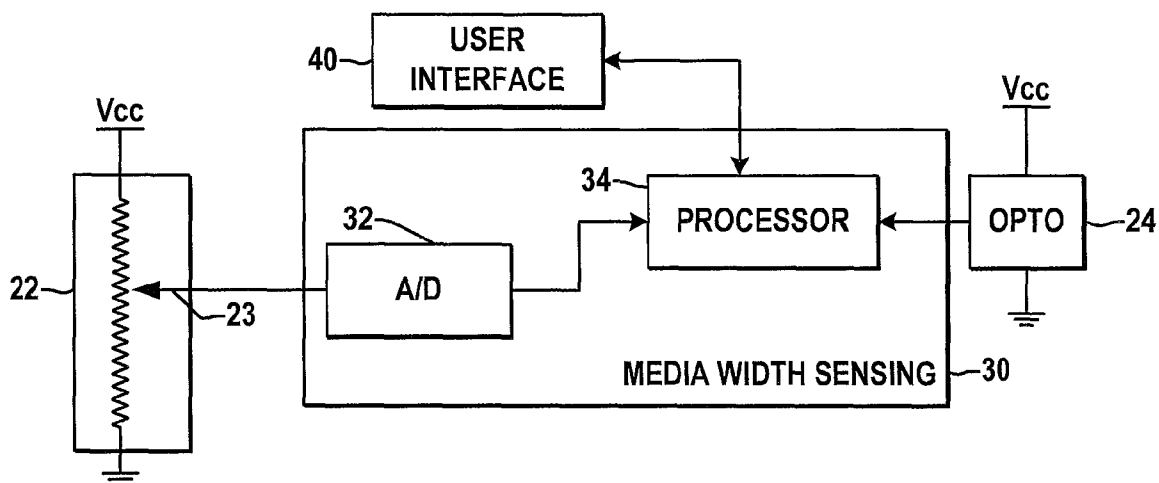 USER
INTERFACE
40
Vcc
Vcc
34
PROCESSOR
OPTO
24
32
A/D
22
23
MEDIA WIDTH SENSING
30